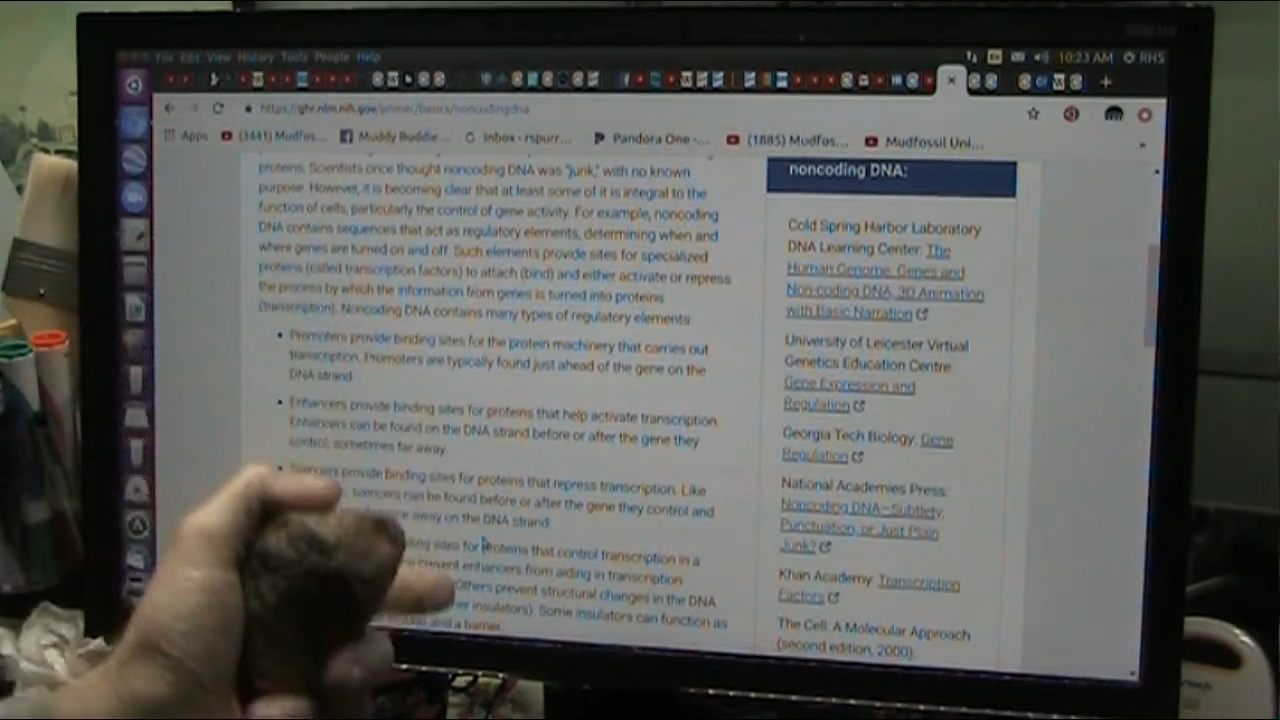 File Edit View History Tools People Help
10:23 AM RHS
https://ghr.nlm.nih.gov/primer/basics/noncodingdna
Apps (3441) Mudfos... Muddy Buddie... Inbox - rspurr... Pandora One -... (1885) Mudfos... Mudfossil Uni...
proteins. Scientists once thought noncoding DNA was "junk," with no known
purpose. However, it is becoming clear that at least some of it is integral to the
function of cells, particularly the control of gene activity. For example, noncoding
DNA contains sequences that act as regulatory elements, determining when and
where genes are turned on and off. Such elements provide sites for specialized
proteins (called transcription factors) to attach (bind) and either activate or repress
the process by which the information from genes is turned into proteins
(transcription). Noncoding DNA contains many types of regulatory elements:
• Promoters provide binding sites for the protein machinery that carries out
transcription. Promoters are typically found just ahead of the gene on the
DNA strand.
• Enhancers provide binding sites for proteins that help activate transcription.
Enhancers can be found on the DNA strand before or after the gene they
control, sometimes far away.
• Silencers provide binding sites for proteins that repress transcription. Like
silencers can be found before or after the gene they control and
away on the DNA strand.
sites for proteins that control transcription in a
enhancers from aiding in transcription
Others prevent structural changes in the DNA
insulators). Some insulators can function as
and a barrier.
noncoding DNA:
Cold Spring Harbor Laboratory
DNA Learning Center: The
Human Genome: Genes and
Non-coding DNA, 3D Animation
with Basic Narration
University of Leicester Virtual
Genetics Education Centre:
Gene Expression and
Regulation
Georgia Tech Biology: Gene
Regulation
National Academies Press:
Noncoding DNA—Subtlety,
Punctuation, or Just Plain
Junk?
Khan Academy: Transcription
Factors
The Cell: A Molecular Approach
(second edition, 2000):